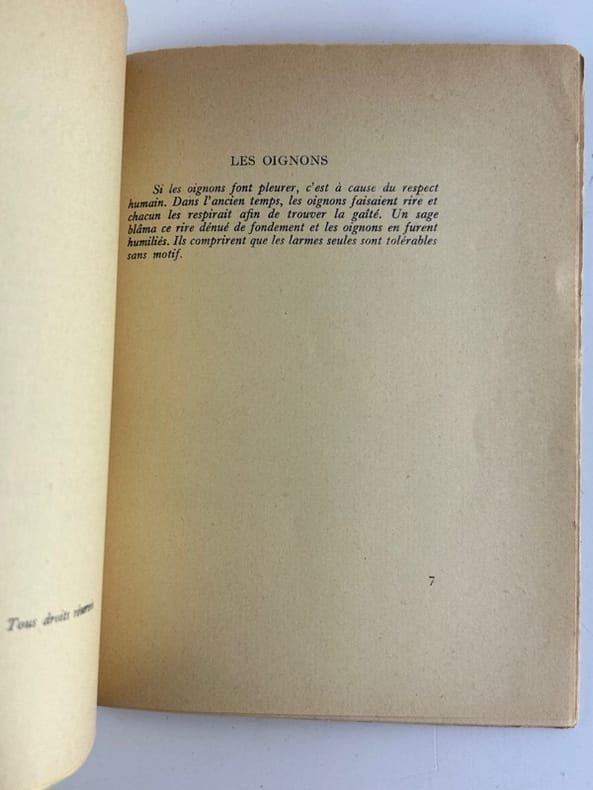 LES OIGNONS
Si les oignons font pleurer, c'est à cause du respect
humain. Dans l'ancien temps, les oignons faisaient rire et
chacun les respirait afin de trouver la gaîté. Un sage
blâma ce rire dénué de fondement et les oignons en furent
humiliés. Ils comprirent que les larmes seules sont tolérables
sans motif.
7
Tous droits